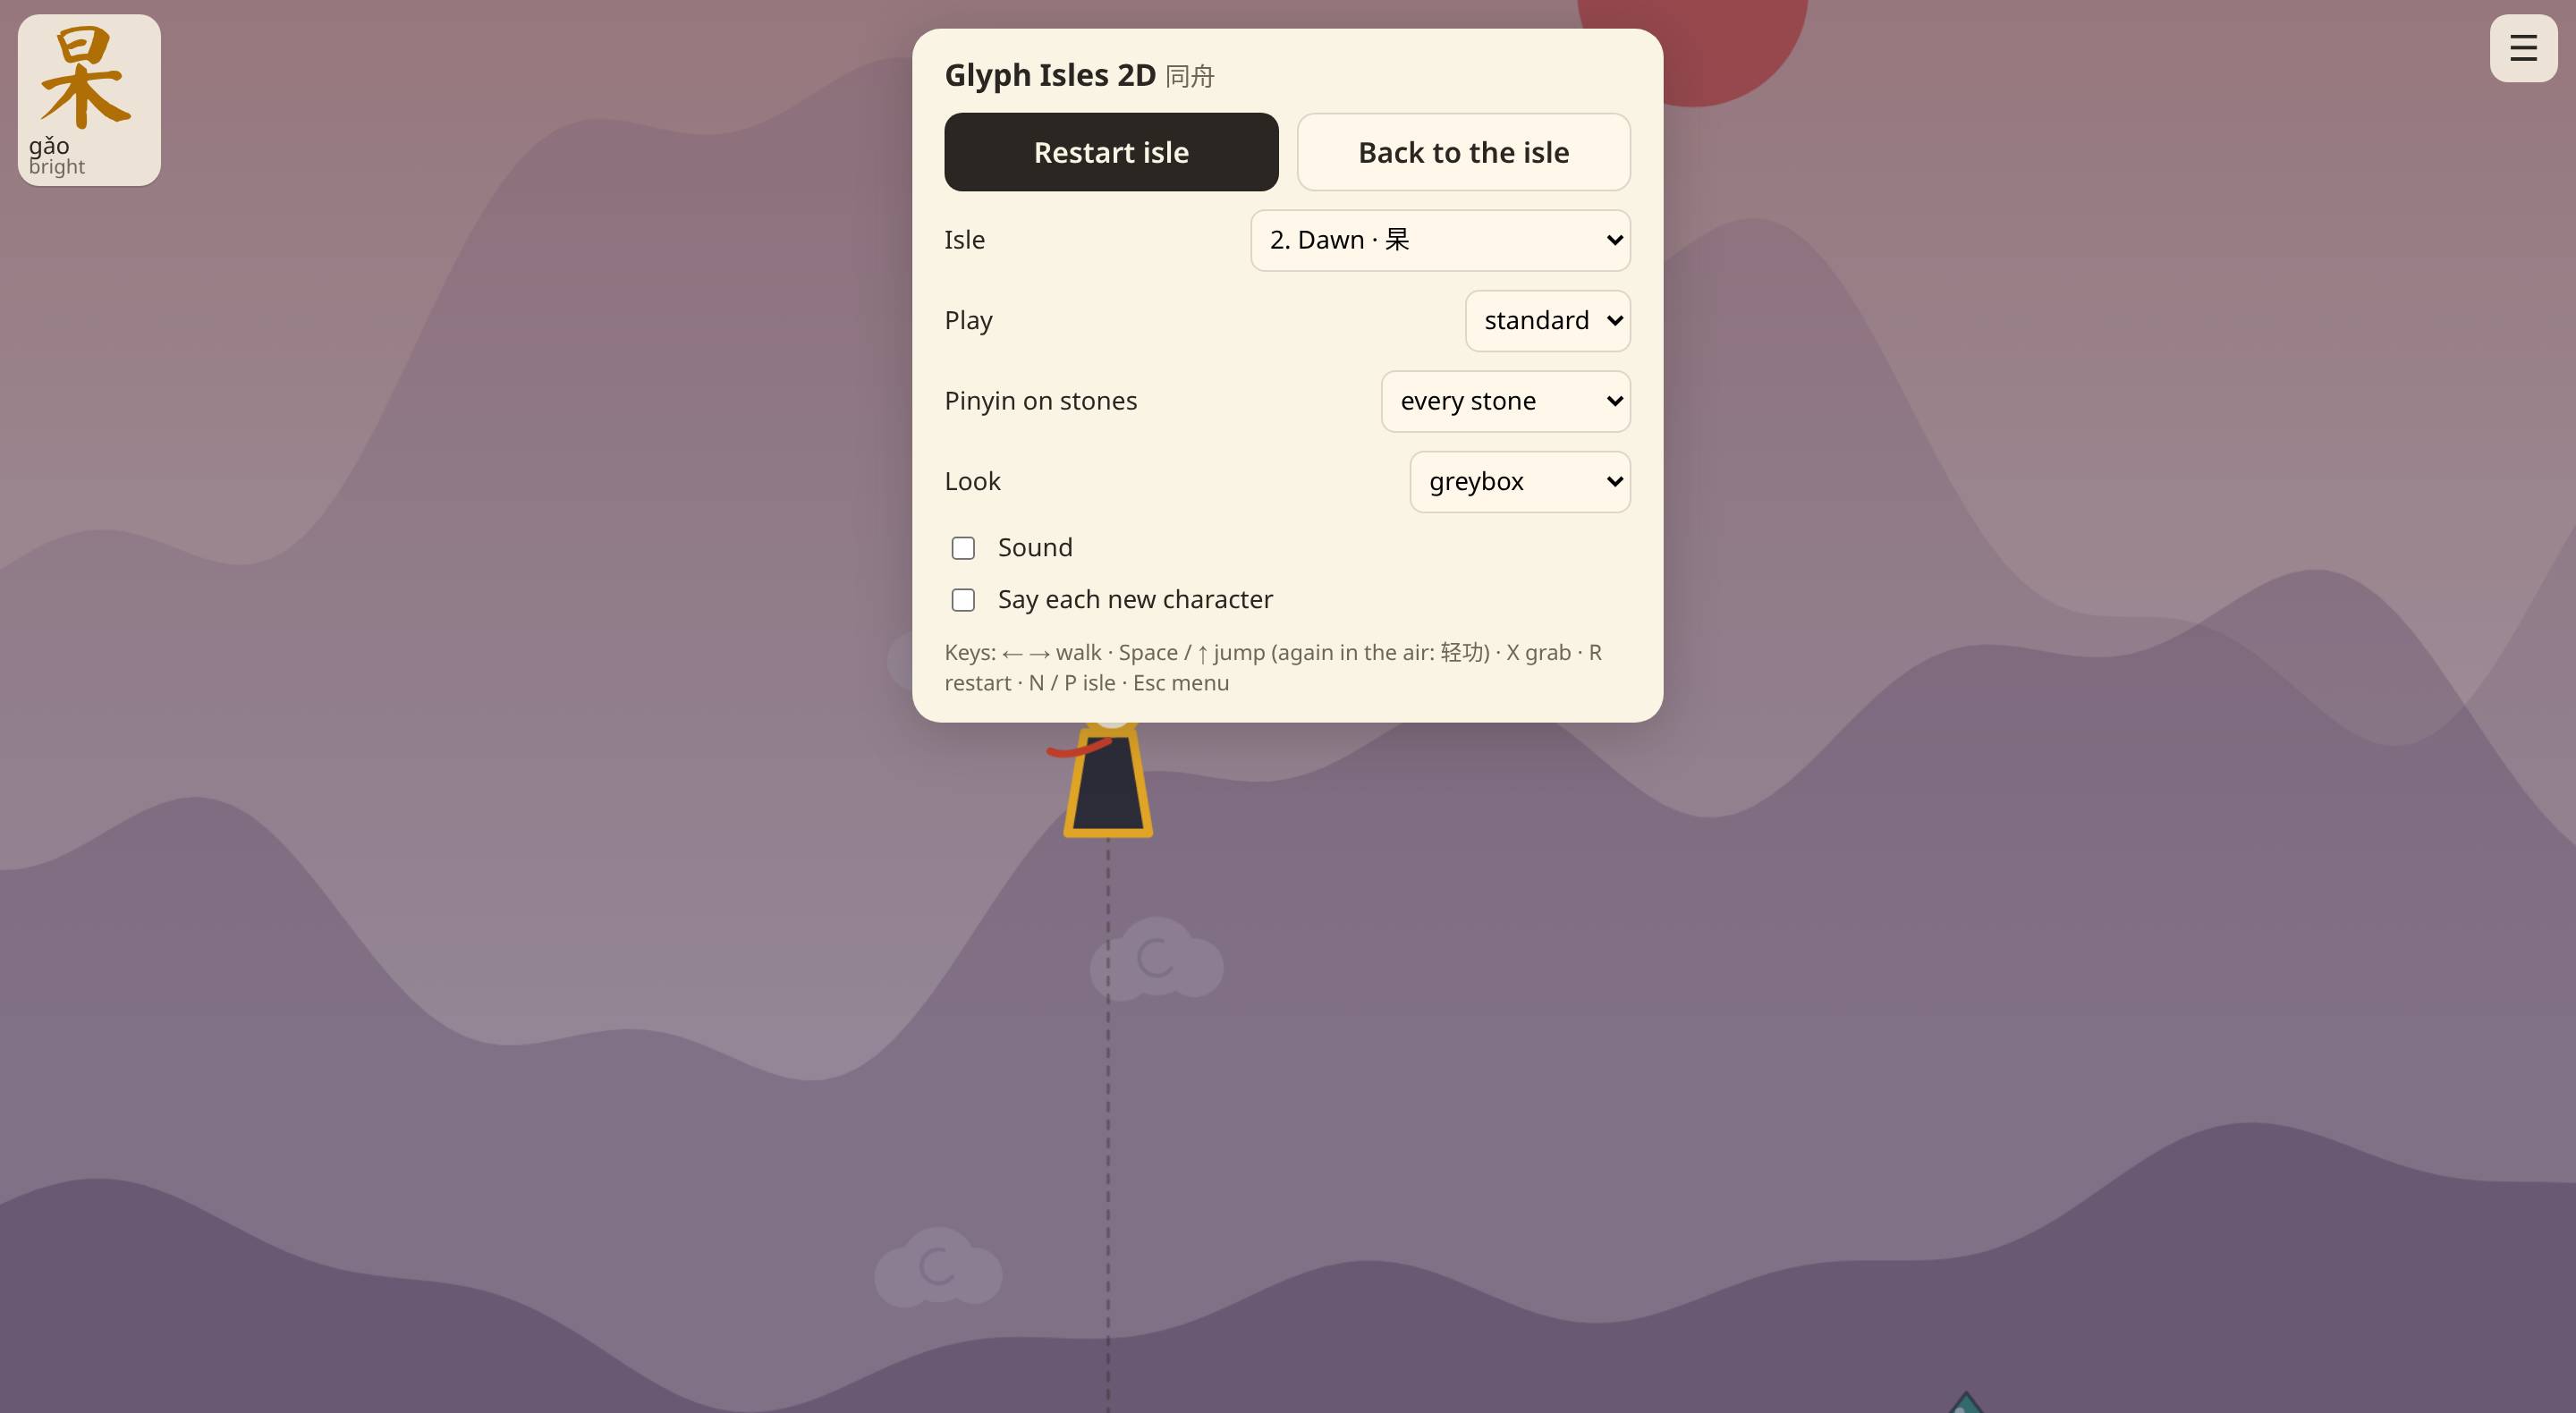 杲
gǎo
bright
☰
Glyph Isles 2D 同舟
Restart isle
Back to the isle
Isle
2. Dawn · 杲
Play
standard
Pinyin on stones
every stone
Look
greybox
Sound
Say each new character
Keys: ←→ walk · Space / ↑ jump (again in the air: 轻功) · X grab · R
restart · N / P isle · Esc menu